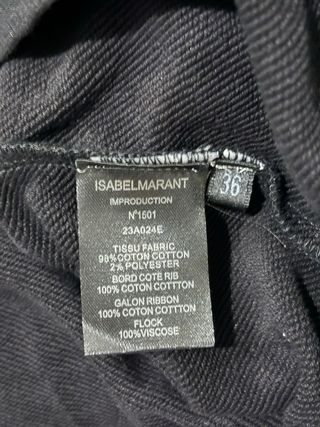 ISABELMARANT
IMPRODUCTION
N°1501
23A024E
TISSU FABRIC
98% COTON COTTON
2% POLYESTER
BORD COTE RIB
100% COTON COTTON
GALON RIBBON
100% COTON COTTON
FLOCK
100%VISCOSE
36